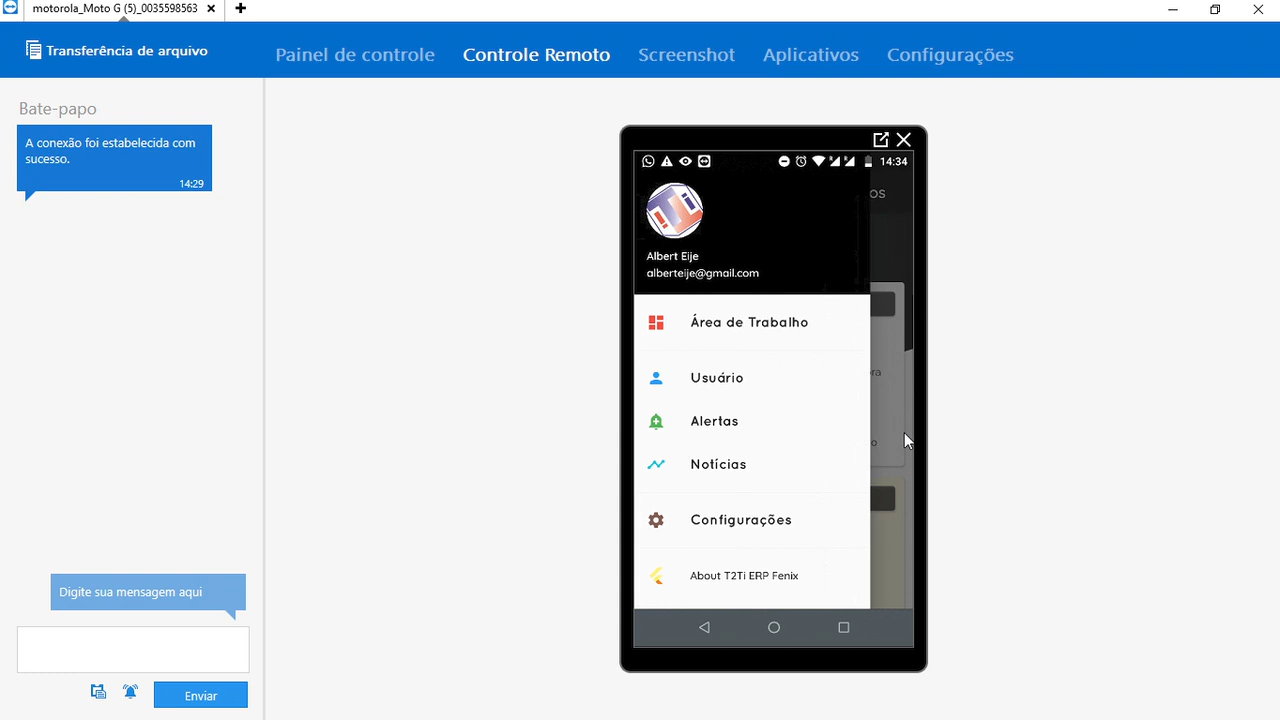 motorola_Moto G (5)_0035598563
Transferência de arquivo
Painel de controle
Controle Remoto
Screenshot
Aplicativos
Configurações
Bate-papo
A conexão foi estabelecida com
sucesso.
14:29
Digite sua mensagem aqui
Enviar
14:34
os
Albert Eije
alberteije@gmail.com
Área de Trabalho
ra
Usuário
Alertas
o
Notícias
Configurações
About T2Ti ERP Fenix